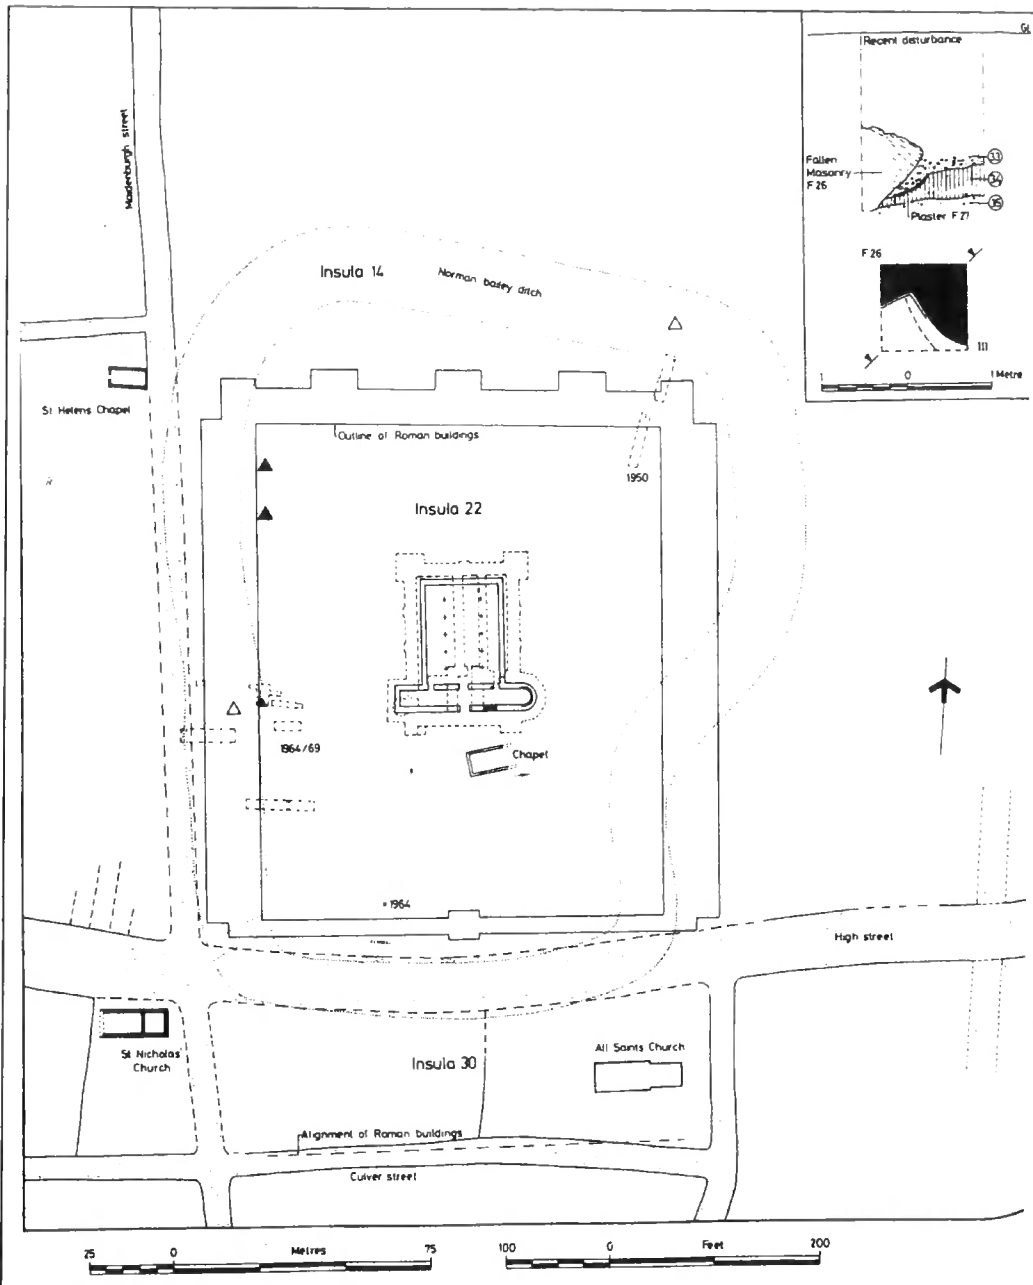 GL
Recent disturbance
Maidenburgh street
Fallen
Masonry
F 26
33
34
35
Plaster F 27
F 26
111
1 0 1 Metre
Insula 14
Norman bailey ditch
St Helens Chapel
Outline of Roman buildings
1950
Insula 22
1964/69
Chapel
1964
High street
St Nicholas'
Church
Insula 30
All Saints Church
Alignment of Roman buildings
Culver street
25 0 Metres 75
100 0 Feet 200